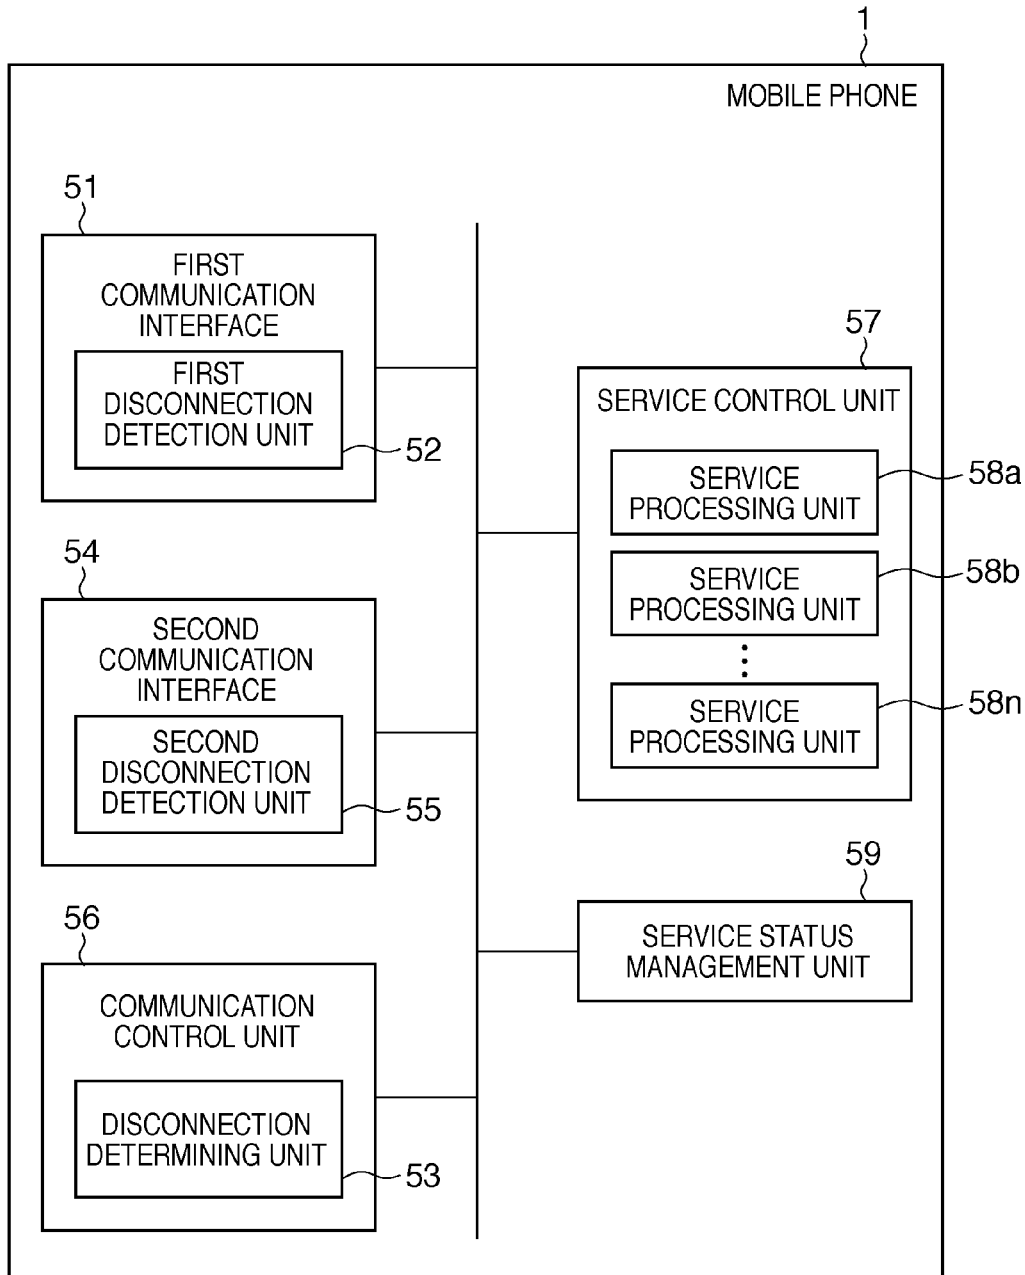 1
MOBILE PHONE
51
FIRST
COMMUNICATION
INTERFACE
FIRST
DISCONNECTION
DETECTION UNIT
52
54
SECOND
COMMUNICATION
INTERFACE
SECOND
DISCONNECTION
DETECTION UNIT
55
56
COMMUNICATION
CONTROL UNIT
DISCONNECTION
DETERMINING UNIT
53
57
SERVICE CONTROL UNIT
SERVICE
PROCESSING UNIT
58a
SERVICE
PROCESSING UNIT
58b
SERVICE
PROCESSING UNIT
58n
59
SERVICE STATUS
MANAGEMENT UNIT